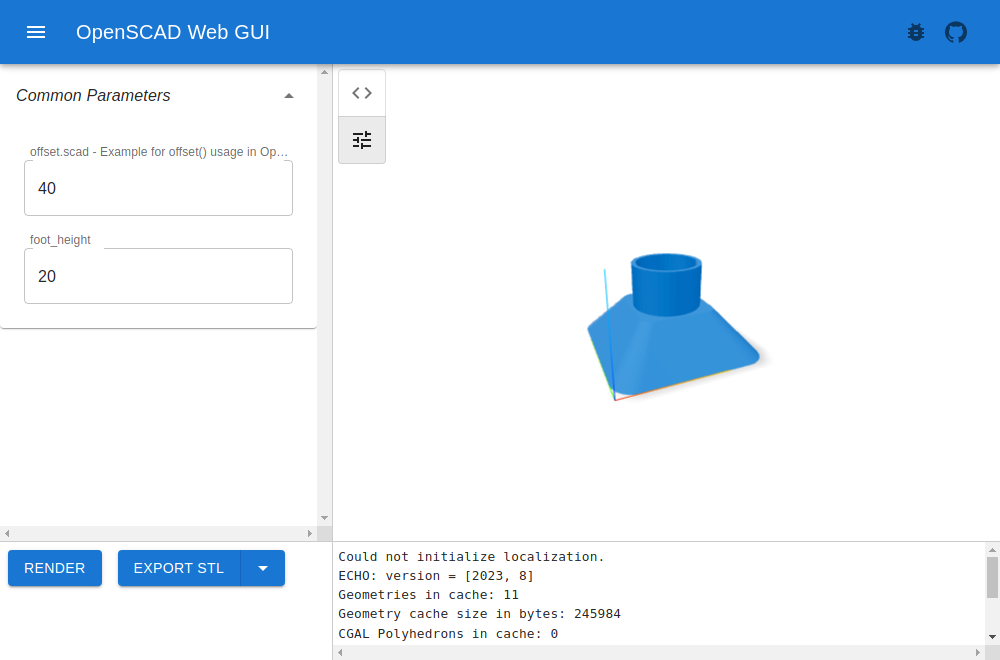 OpenSCAD Web GUI
Common Parameters
offset.scad - Example for offset() usage in Op...
40
foot_height
20
RENDER
EXPORT STL
Could not initialize localization.
ECHO: version = [2023, 8]
Geometries in cache: 11
Geometry cache size in bytes: 245984
CGAL Polyhedrons in cache: 0